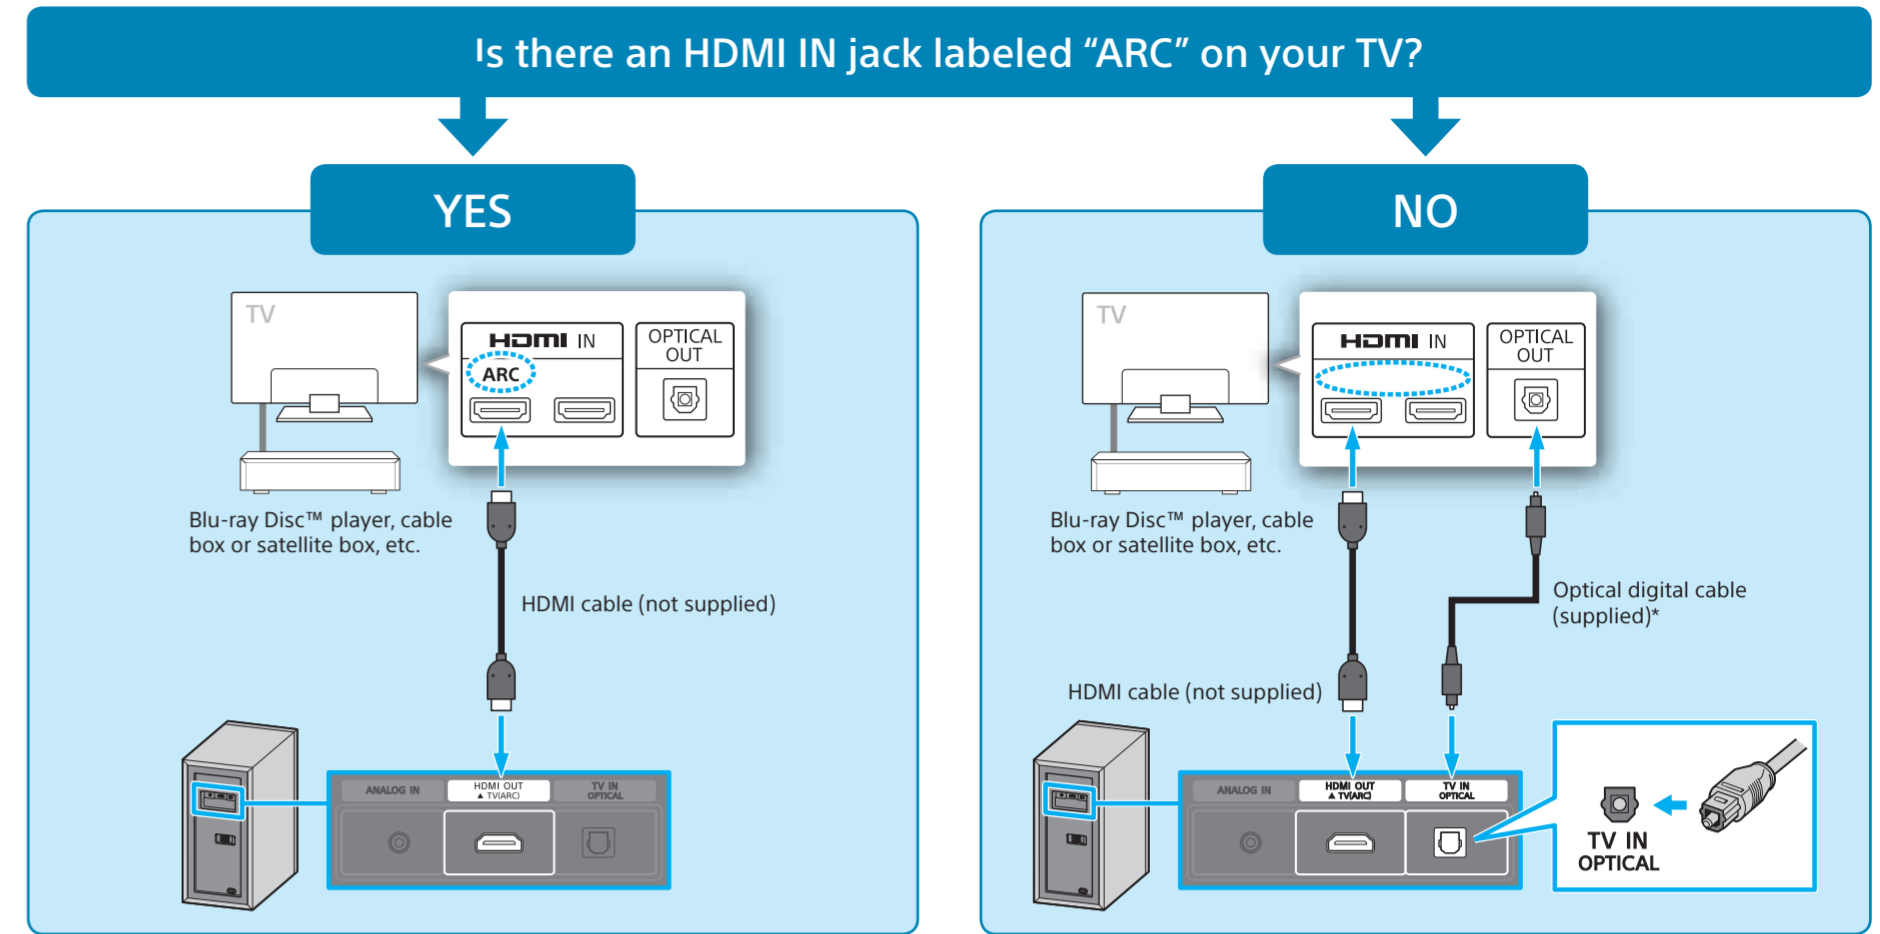 Is there an HDMI IN jack labeled “ARC” on your TV?
YES
TV
HDMI IN
ARC
OPTICAL
OUT
Blu-ray Disc™ player, cable
box or satellite box, etc.
HDMI cable (not supplied)
ANALOG IN
HDMI OUT
▲ TV(ARC)
TV IN
OPTICAL
NO
TV
HDMI IN
OPTICAL
OUT
Blu-ray Disc™ player, cable
box or satellite box, etc.
Optical digital cable
(supplied)*
HDMI cable (not supplied)
ANALOG IN
HDMI OUT
▲ TV(ARC)
TV IN
OPTICAL
TV IN
OPTICAL